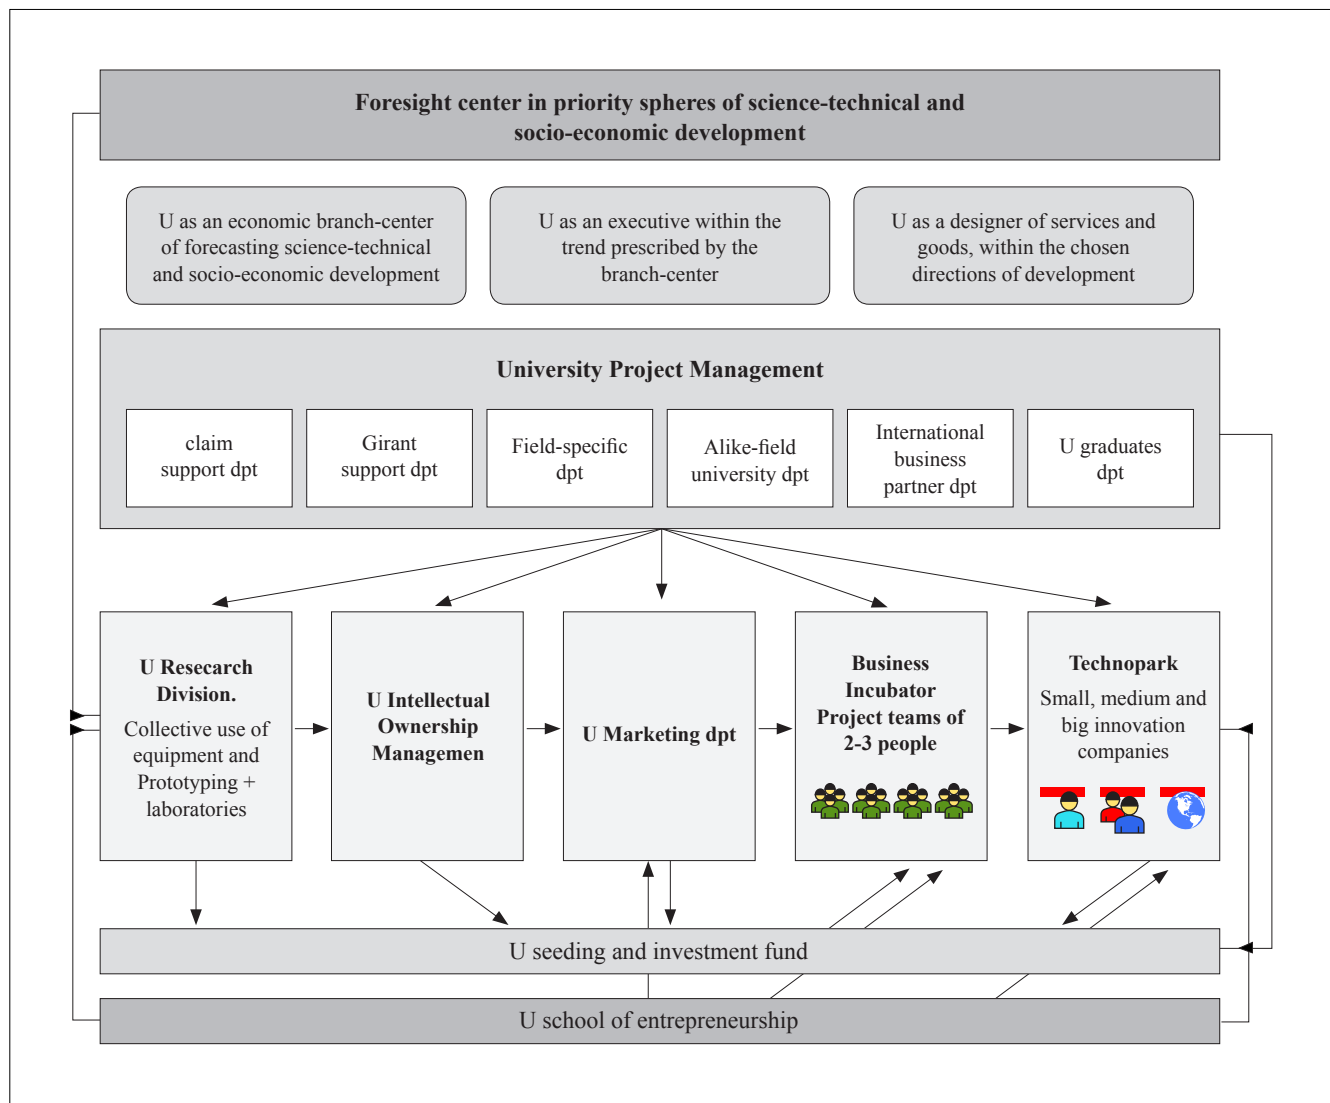 Foresight center in priority spheres of science-technical and
socio-economic development
U as an economic branch-center
of forecasting science-technical
and socio-economic development
U as an executive within the
trend prescribed by the
branch-center
U as a designer of services and
goods, within the chosen
directions of development
University Project Management
claim
support dpt
Girant
support dpt
Field-specific
dpt
Alike-field
university dpt
International
business
partner dpt
U graduates
dpt
U Resecarch
Division.
Collective use of
equipment and
Prototyping +
laboratories
U Intellectual
Ownership
Managemen
U Marketing dpt
Business
Incubator
Project teams of
2-3 people
Technopark
Small, medium and
big innovation
companies
U seeding and investment fund
U school of entrepreneurship